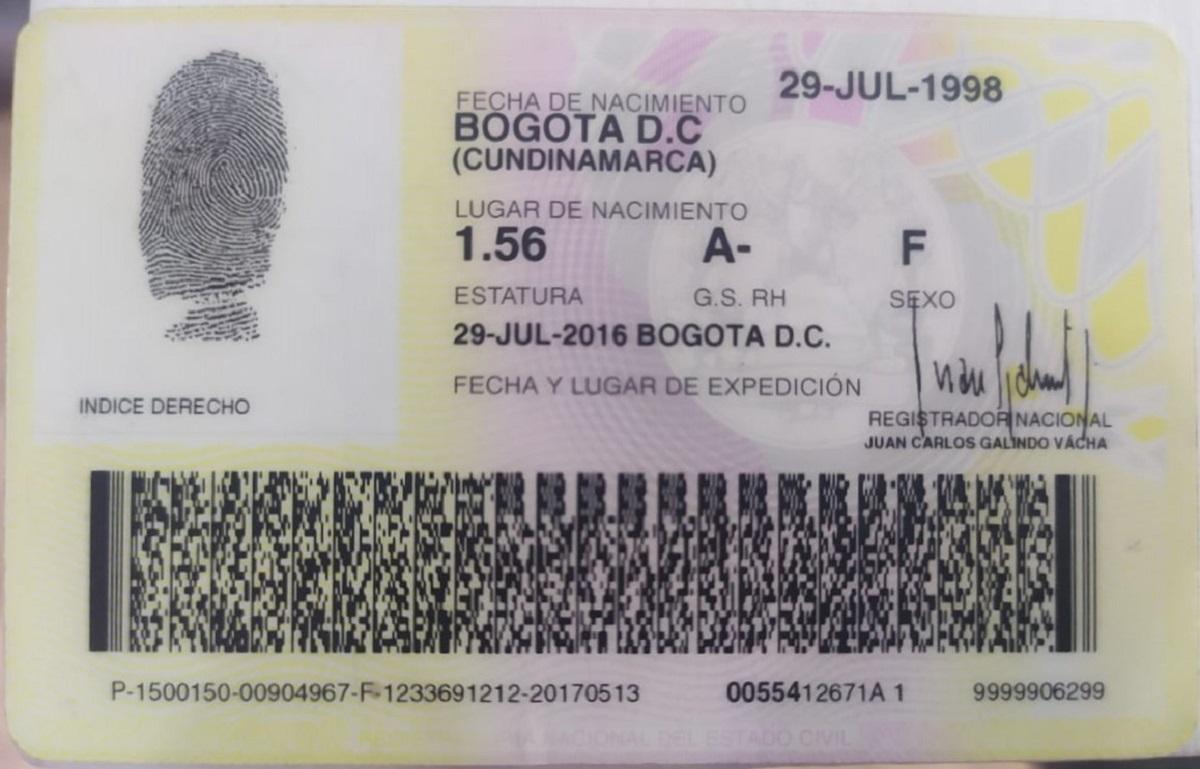 29-JUL-1998
FECHA DE NACIMIENTO
BOGOTA D.C
(CUNDINAMARCA)
LUGAR DE NACIMIENTO
1.56 A- F
ESTATURA G.S. RH SEXO
29-JUL-2016 BOGOTA D.C.
FECHA Y LUGAR DE EXPEDICIÓN
INDICE DERECHO
REGISTRADOR NACIONAL
JUAN CARLOS GALINDO VÁCHA
P-1500150-00904967-F-1233691212-20170513 0055412671A 1 9999906299
NACIONAL DEL ESTADO CIVIL